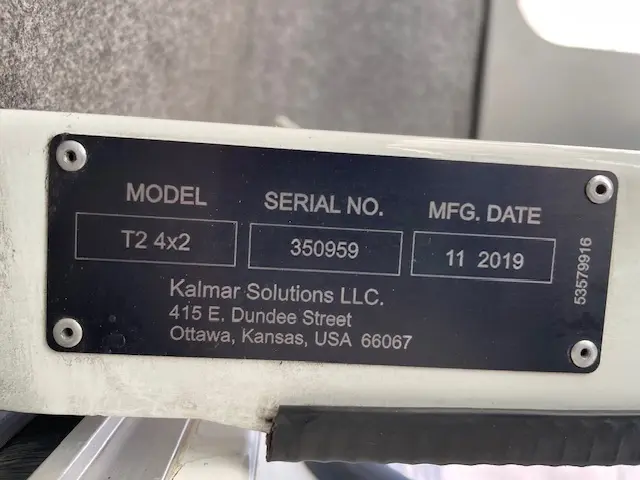 MODEL SERIAL NO. MFG. DATE
T2 4x2 350959 11 2019
Kalmar Solutions LLC.
415 E. Dundee Street
Ottawa, Kansas, USA 66067
53579916